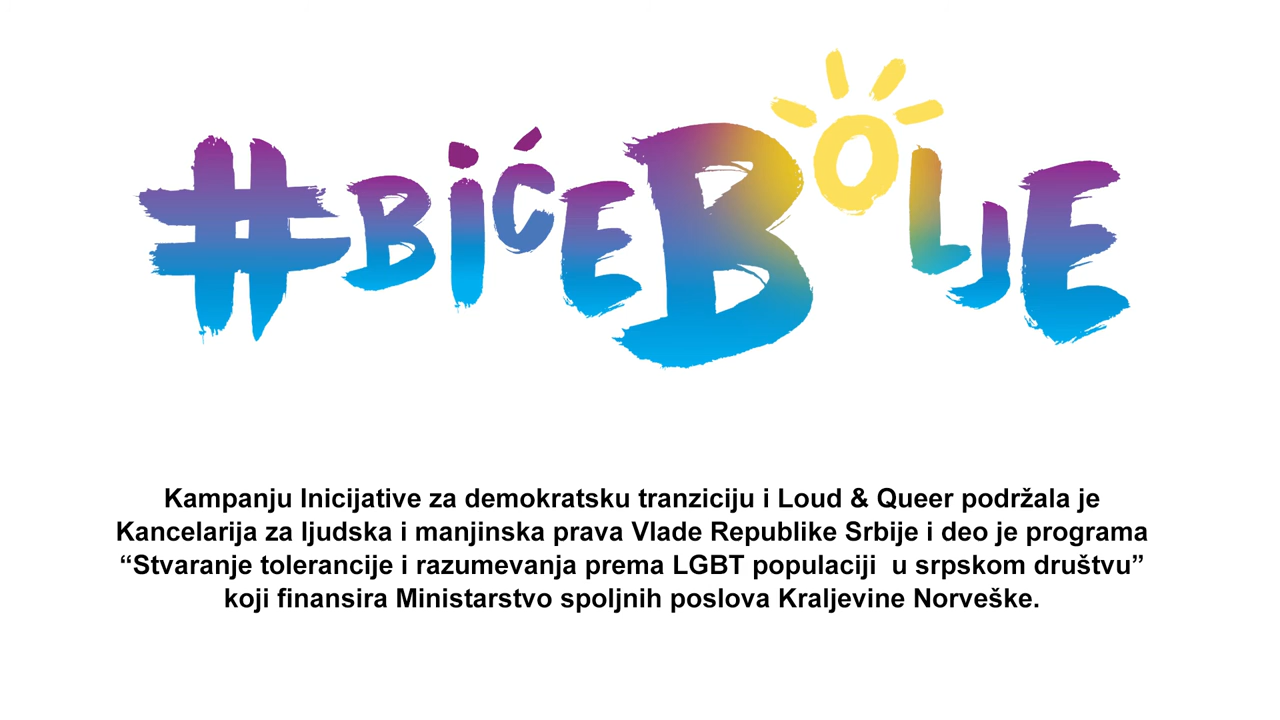 #BiĆEBOLJE
Kampanju Inicijative za demokratsku tranziciju i Loud & Queer podržala je
Kancelarija za ljudska i manjinska prava Vlade Republike Srbije i deo je programa
“Stvaranje tolerancije i razumevanja prema LGBT populaciji  u srpskom društvu”
koji finansira Ministarstvo spoljnih poslova Kraljevine Norveške.